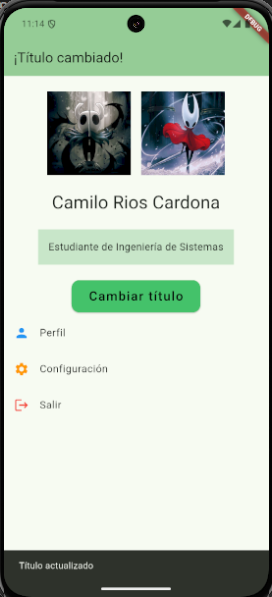 11:14
DEBUG
¡Título cambiado!
Camilo Rios Cardona
Estudiante de Ingeniería de Sistemas
Cambiar título
Perfil
Configuración
Salir
Título actualizado